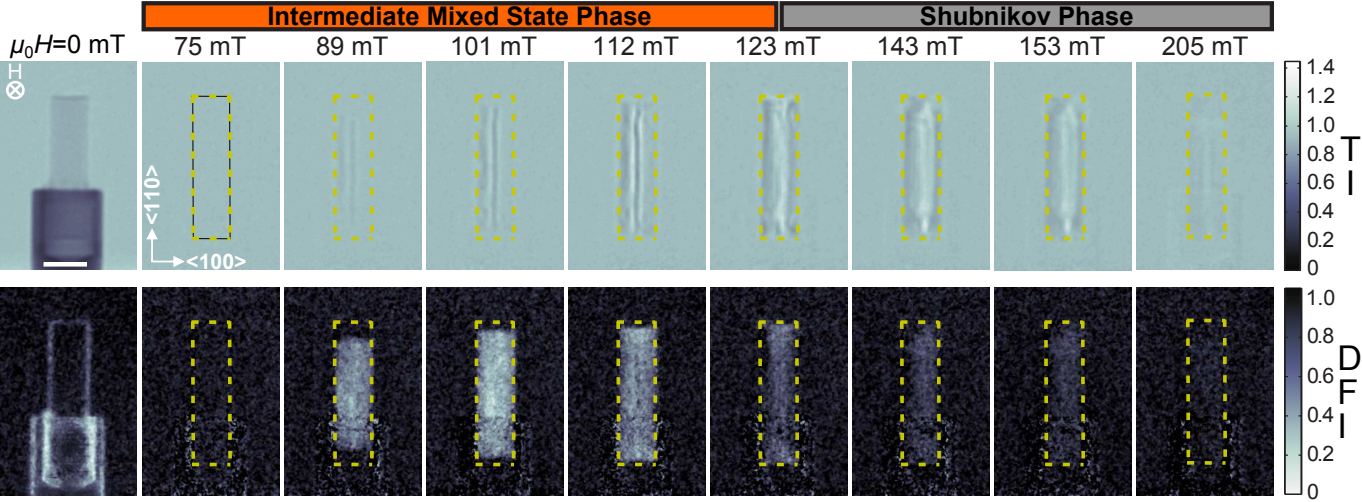 Intermediate Mixed State Phase
Shubnikov Phase
μ₀H=0 mT 75 mT 89 mT 101 mT 112 mT 123 mT 143 mT 153 mT 205 mT
H
<110>
<100>
1.4
1.2
1.0
0.8
0.6
0.4
0.2
0
TI
1.0
0.8
0.6
0.4
0.2
0
DFI